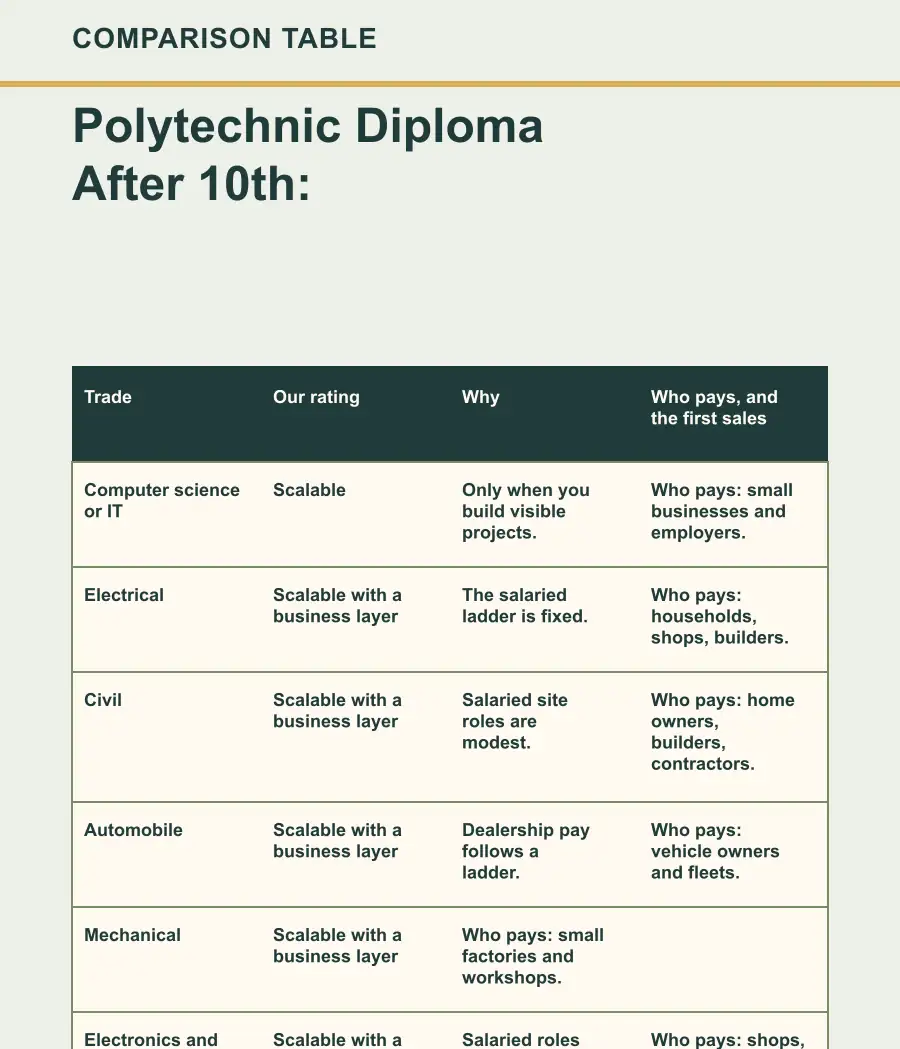 COMPARISON TABLE
Polytechnic Diploma
After 10th:
Trade
Our rating
Why
Who pays, and
the first sales
Computer science
or IT
Scalable
Only when you
build visible
projects.
Who pays: small
businesses and
employers.
Electrical
Scalable with a
business layer
The salaried
ladder is fixed.
Who pays:
households,
shops, builders.
Civil
Scalable with a
business layer
Salaried site
roles are
modest.
Who pays: home
owners,
builders,
contractors.
Automobile
Scalable with a
business layer
Dealership pay
follows a
ladder.
Who pays:
vehicle owners
and fleets.
Mechanical
Scalable with a
business layer
Who pays: small
factories and
workshops.
Electronics and
Scalable with a
Salaried roles
Who pays: shops,